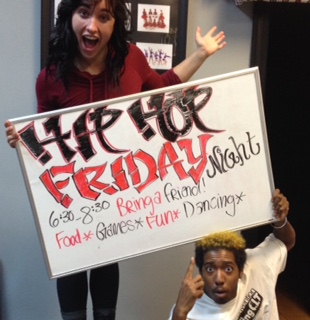 HIP HOP
FRIDAY Night
6:30-8:30 Bring a friend!
Food* Games* Fun* Dancing*